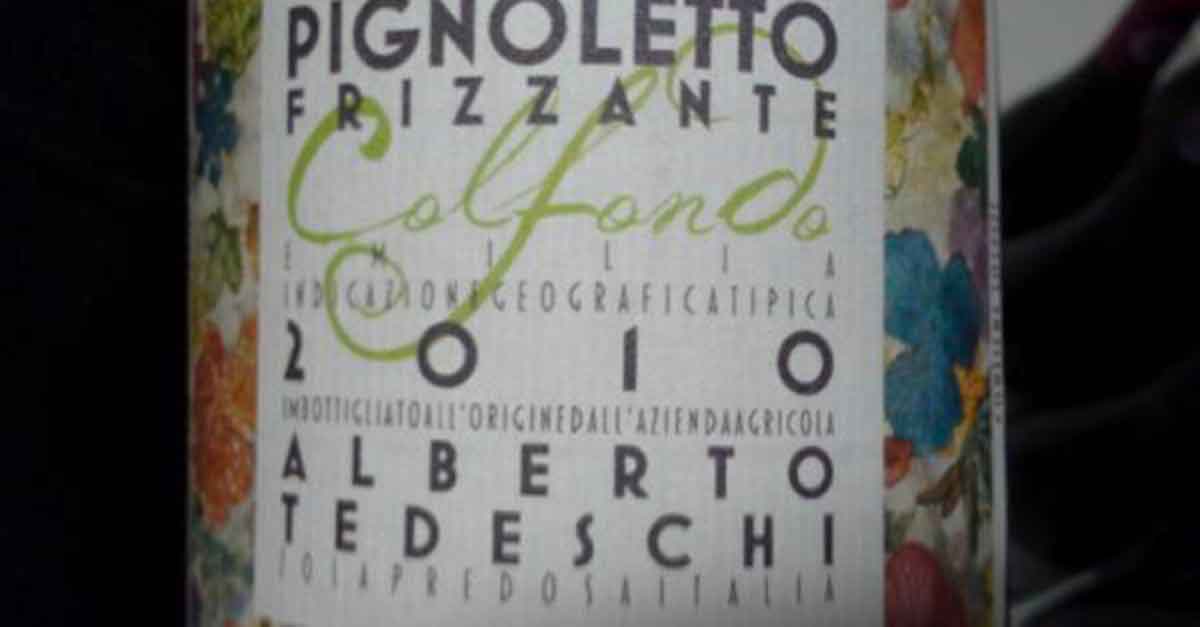 PIGNOLETTO
FRIZZANTE
Colfondo
EMILIA
INDICAZIONEGEOGRAFICATIPICA
2010
IMBOTTIGLIATOALL'ORIGINEDALL'AZIENDAAGRICOLA
ALBERTO
TEDESCHI
ZOLAPREDOSAITALIA